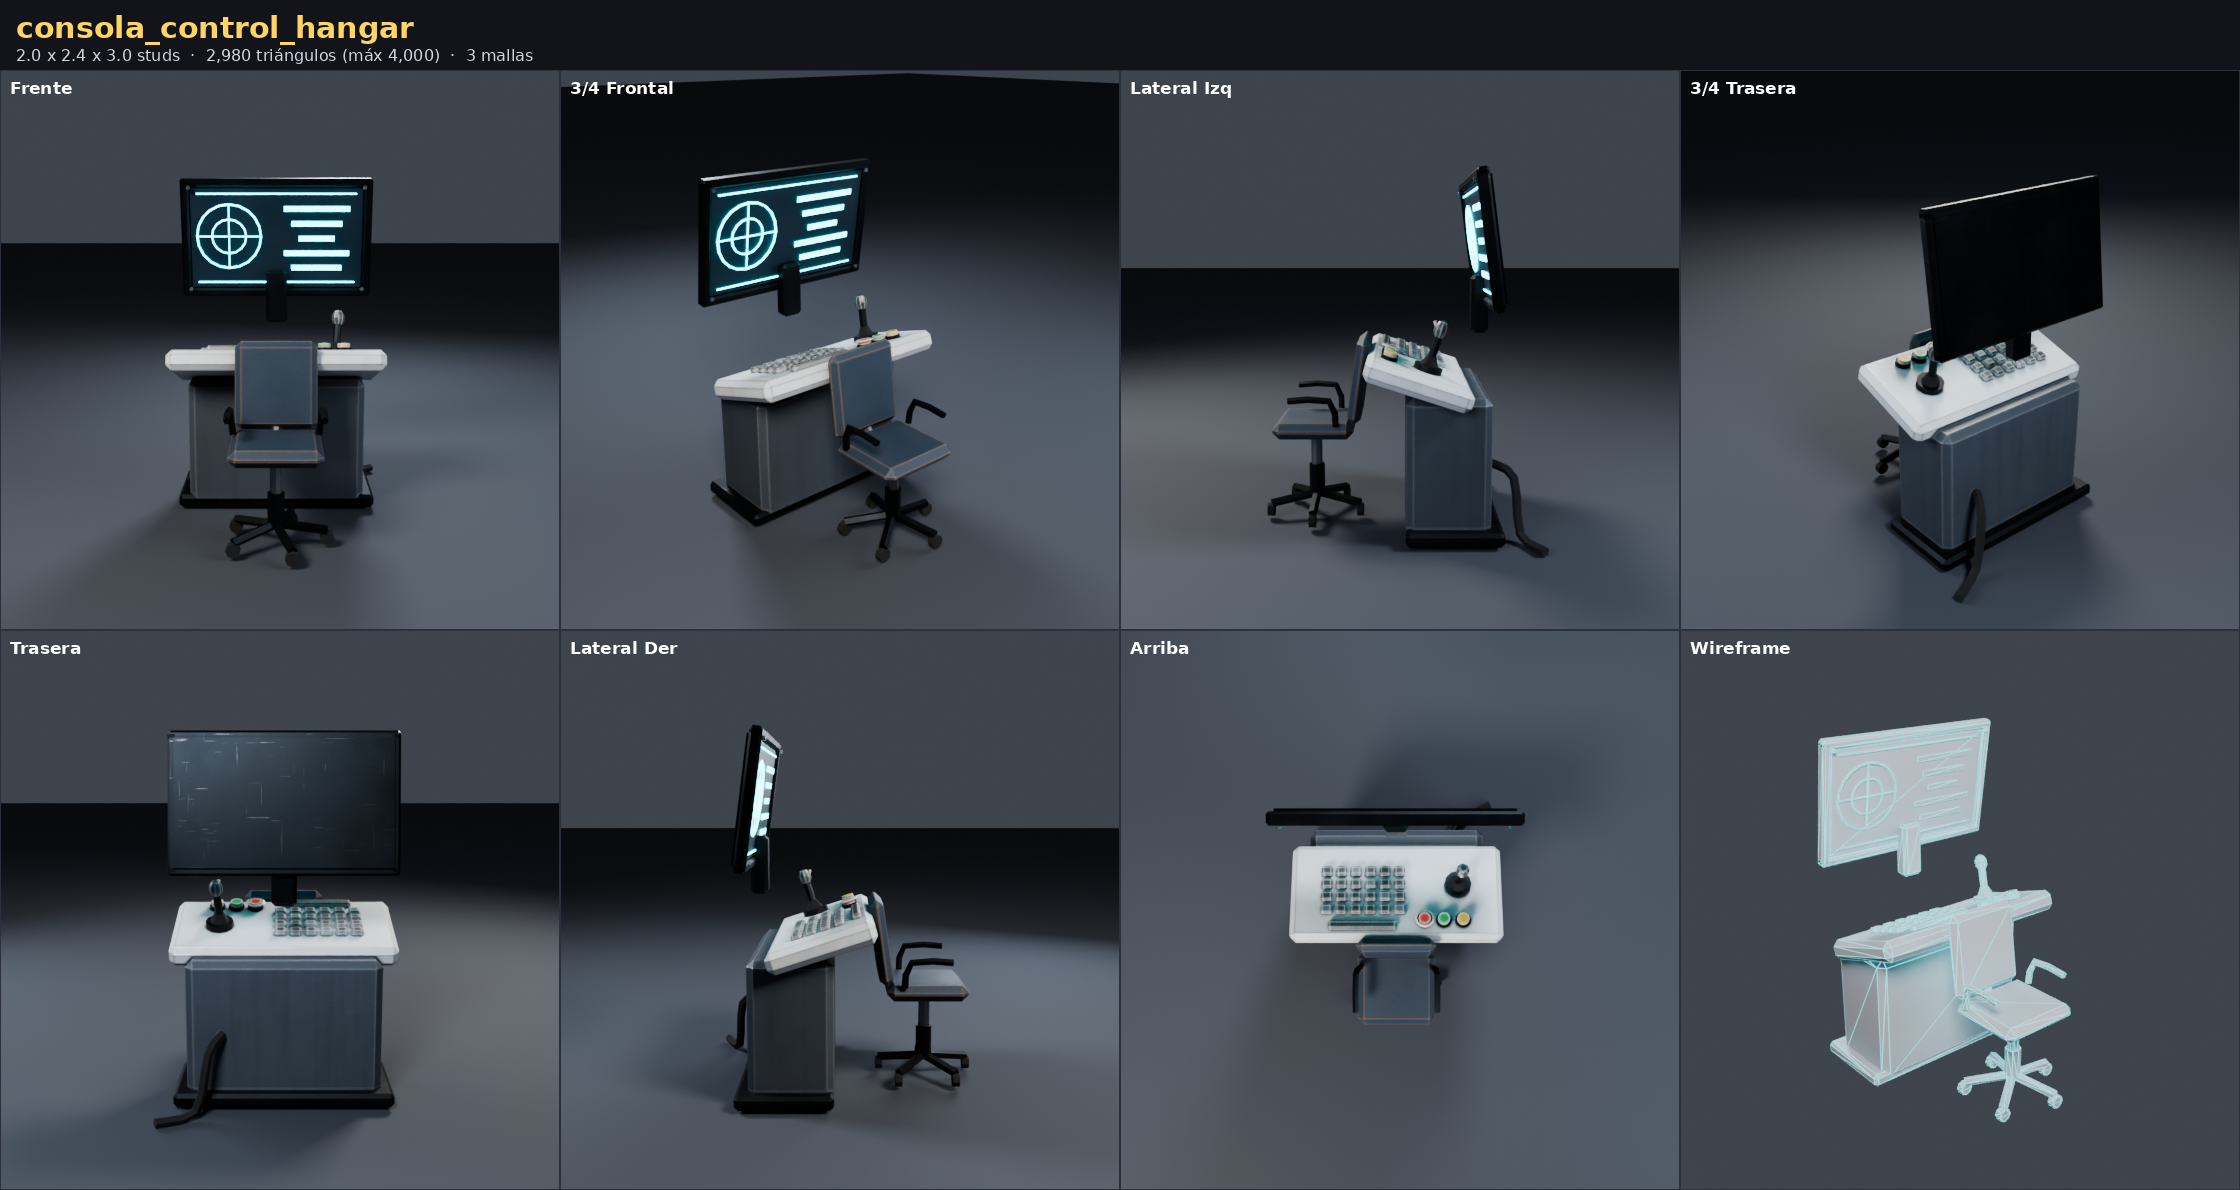 consola_control_hangar
2.0 x 2.4 x 3.0 studs · 2,980 triángulos (máx 4,000) · 3 mallas
Frente
3/4 Frontal
Lateral Izq
3/4 Trasera
Trasera
Lateral Der
Arriba
Wireframe